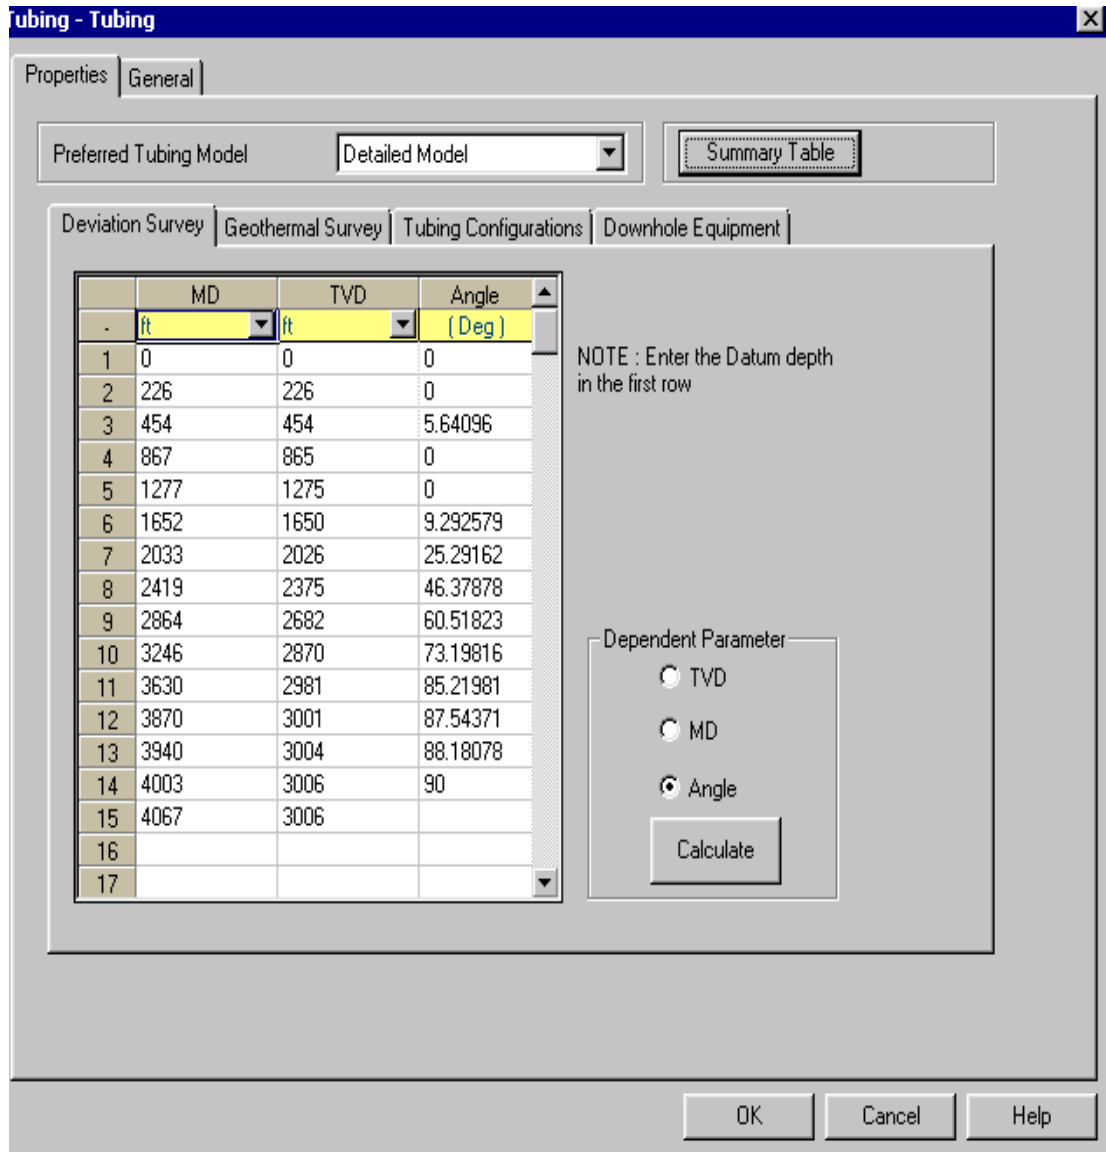 Tubing - Tubing
Properties General
Preferred Tubing Model Detailed Model Summary Table
Deviation Survey Geothermal Survey Tubing Configurations Downhole Equipment
MD TVD Angle
- ft ft ( Deg )
1 0 0 0
2 226 226 0
3 454 454 5.64096
4 867 865 0
5 1277 1275 0
6 1652 1650 9.292579
7 2033 2026 25.29162
8 2419 2375 46.37878
9 2864 2682 60.51823
10 3246 2870 73.19816
11 3630 2981 85.21981
12 3870 3001 87.54371
13 3940 3004 88.18078
14 4003 3006 90
15 4067 3006
16
17
NOTE : Enter the Datum depth
in the first row
Dependent Parameter
TVD
MD
Angle
Calculate
OK Cancel Help